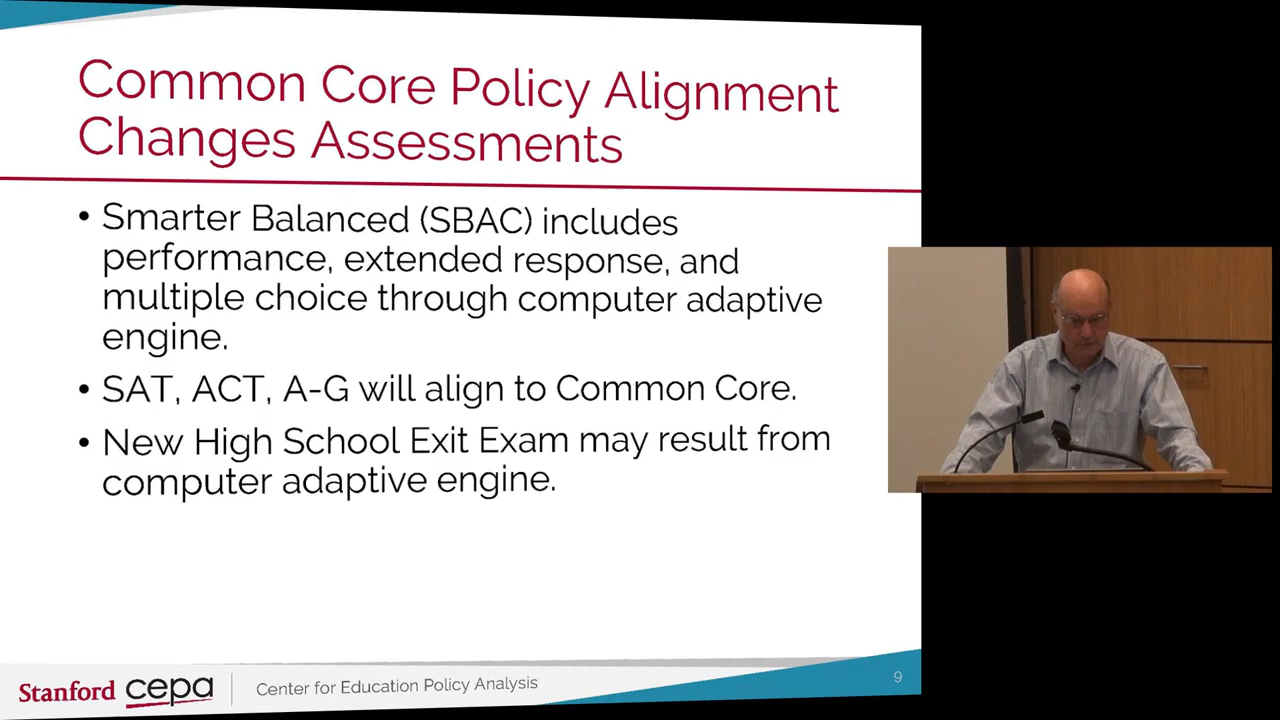 Common Core Policy Alignment
Changes Assessments
• Smarter Balanced (SBAC) includes
performance, extended response, and
multiple choice through computer adaptive
engine.
• SAT, ACT, A-G will align to Common Core.
• New High School Exit Exam may result from
computer adaptive engine.
Stanford cepa Center for Education Policy Analysis
9